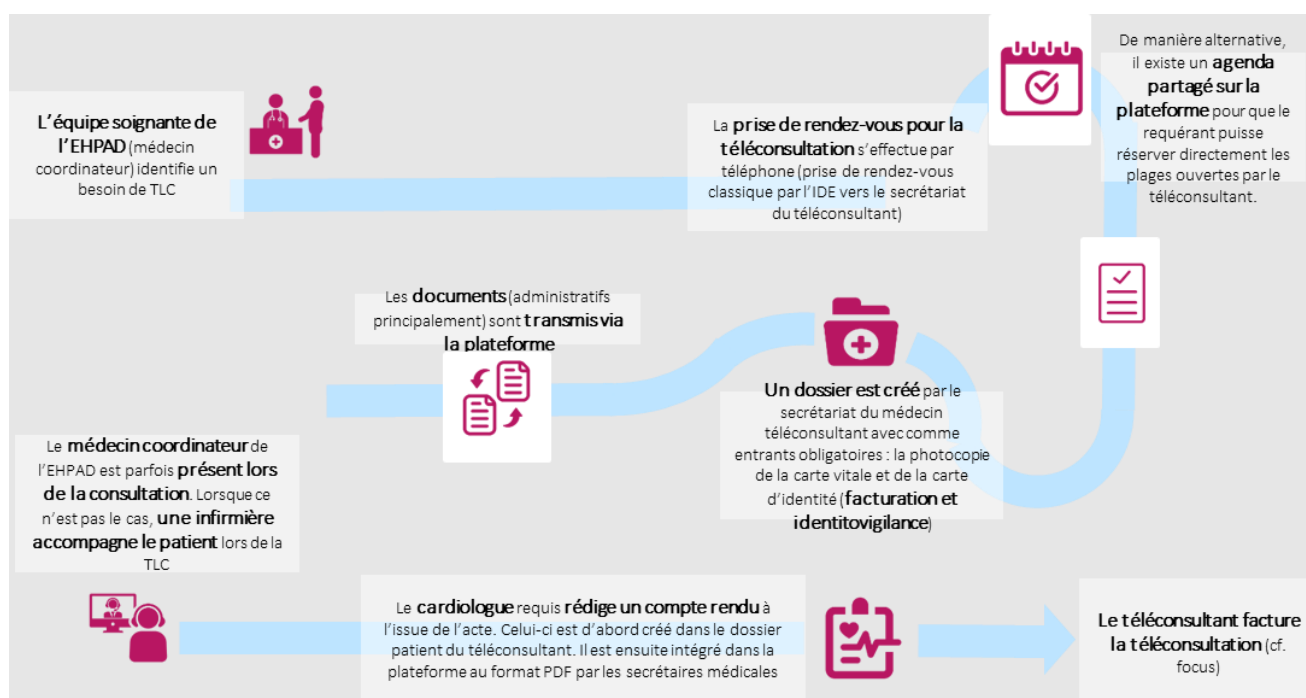 L'équipe soignante de
l'EHPAD (médecin
coordinateur) identifie un
besoin de TLC
La prise de rendez-vous pour la
téléconsultation s'effectue par
téléphone (prise de rendez-vous
classique par l'IDE vers le secrétariat
du téléconsultant)
De manière alternative,
il existe un agenda
partagé sur la
plateforme pour que le
requérant puisse
réserver directement les
plages ouvertes par le
téléconsultant.
Un dossier est créé par le
secrétariat du médecin
téléconsultant avec comme
entrants obligatoires : la photocopie
de la carte vitale et de la carte
d'identité (facturation et
identitovigilance)
Les documents (administratifs
principalement) sont transmis via
la plateforme
Le médecin coordinateur de
l'EHPAD est parfois présent lors
de la consultation. Lorsque ce
n'est pas le cas, une infirmière
accompagne le patient lors de la
TLC
Le cardiologue requis rédige un compte rendu à
l'issue de l'acte. Celui-ci est d'abord créé dans le dossier
patient du téléconsultant. Il est ensuite intégré dans la
plateforme au format PDF par les secrétaires médicales
Le téléconsultant facture
la téléconsultation (cf.
focus)